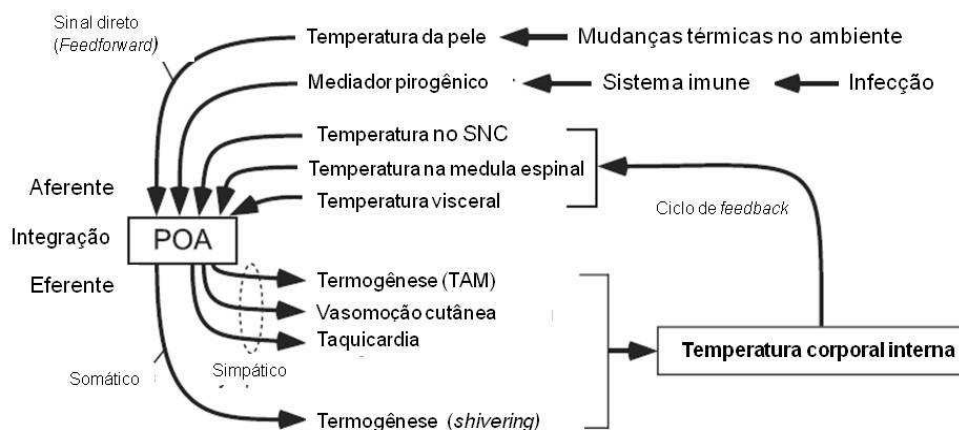 Sinal direto
(Feedforward)
Temperatura da pele
Mudanças térmicas no ambiente
Mediador pirogênico
Sistema imune
Infecção
Temperatura no SNC
Temperatura na medula espinal
Temperatura visceral
Ciclo de feedback
Aferente
Integração
POA
Eferente
Termogênese (TAM)
Vasomoção cutânea
Taquicardia
Temperatura corporal interna
Somático
Simpático
Termogênese (shivering)